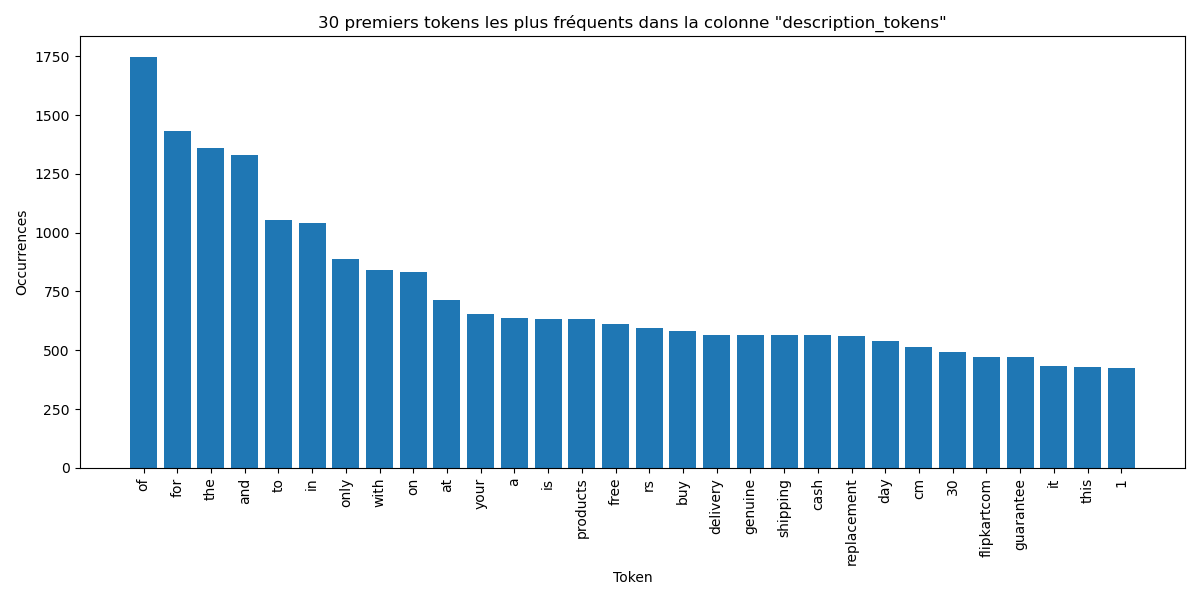 30 premiers tokens les plus fréquents dans la colonne "description_tokens"
Occurrences
1750
1500
1250
1000
750
500
250
0
of
for
the
and
to
in
only
with
on
at
your
a
is
products
free
rs
buy
delivery
genuine
shipping
cash
replacement
day
cm
30
flipkartcom
guarantee
it
this
1
Token